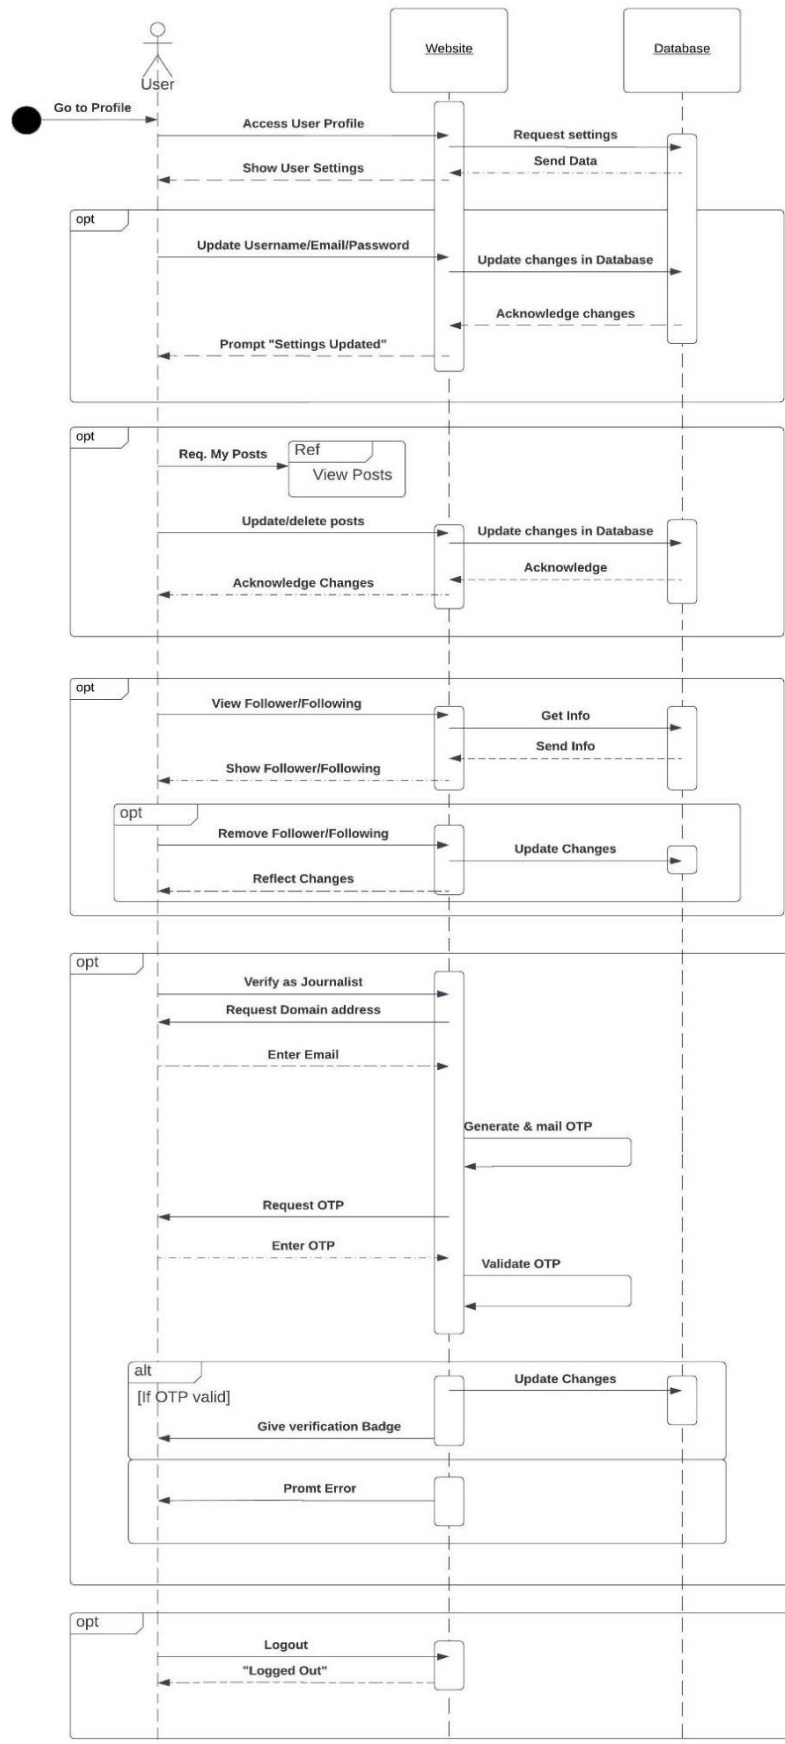 Website
Database
User
Go to Profile
Access User Profile
Request settings
Send Data
Show User Settings
opt
Update Username/Email/Password
Update changes in Database
Acknowledge changes
Prompt "Settings Updated"
opt
Req. My Posts
Ref
View Posts
Update/delete posts
Update changes in Database
Acknowledge
Acknowledge Changes
opt
View Follower/Following
Get Info
Send Info
Show Follower/Following
opt
Remove Follower/Following
Update Changes
Reflect Changes
opt
Verify as Journalist
Request Domain address
Enter Email
Generate & mail OTP
Request OTP
Enter OTP
Validate OTP
alt
[If OTP valid]
Update Changes
Give verification Badge
Promt Error
opt
Logout
"Logged Out"